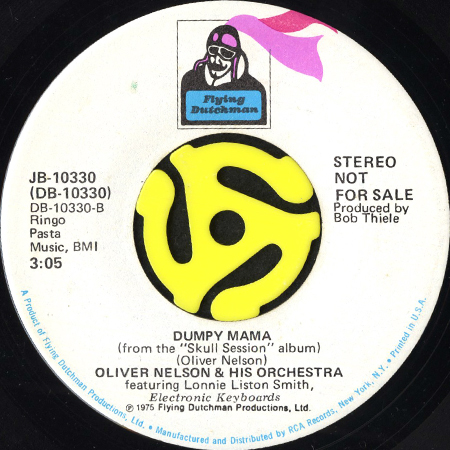 Flying
Dutchman
JB-10330
(DB-10330)
DB-10330-B
Ringo
Pasta
Music, BMI
3:05
STEREO
NOT
FOR SALE
Produced by
Bob Thiele
DUMPY MAMA
(from the "Skull Session" album)
(Oliver Nelson)
OLIVER NELSON & HIS ORCHESTRA
featuring Lonnie Liston Smith,
Electronic Keyboards
℗ 1975 Flying Dutchman Productions, Ltd.
A Product of Flying Dutchman Productions, Ltd. • Manufactured and Distributed by RCA Records, New York, N.Y. • Printed in U.S.A.